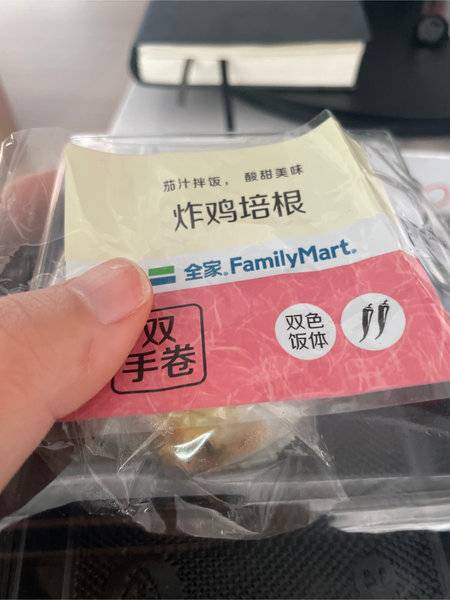 茄汁拌饭，酸甜美味
炸鸡培根
全家®FamilyMart®
双
手卷
双色
饭体